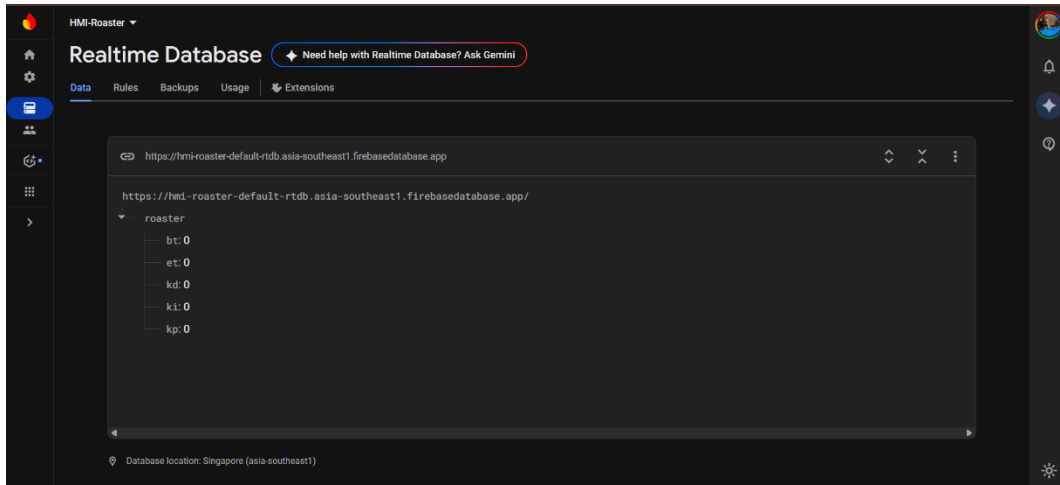 HMI-Roaster
Realtime Database
Need help with Realtime Database? Ask Gemini
Data Rules Backups Usage Extensions
https://hmi-roaster-default-rtdb.asia-southeast1.firebasedatabase.app
https://hmi-roaster-default-rtdb.asia-southeast1.firebasedatabase.app/
roaster
bt: 0
et: 0
kd: 0
ki: 0
kp: 0
Database location: Singapore (asia-southeast1)